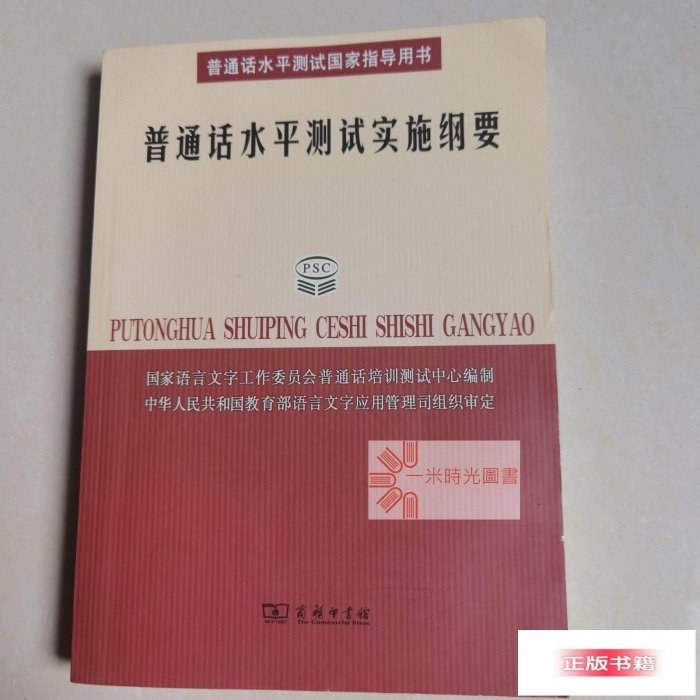 普通话水平测试国家指导用书
普通话水平测试实施纲要
PSC
PUTONGHUA SHUIPING CESHI SHISHI GANGYAO
国家语言文字工作委员会普通话培训测试中心编制
中华人民共和国教育部语言文字应用管理司组织审定
一米時光圖書
商務印書館
The Commercial Press
正版书籍